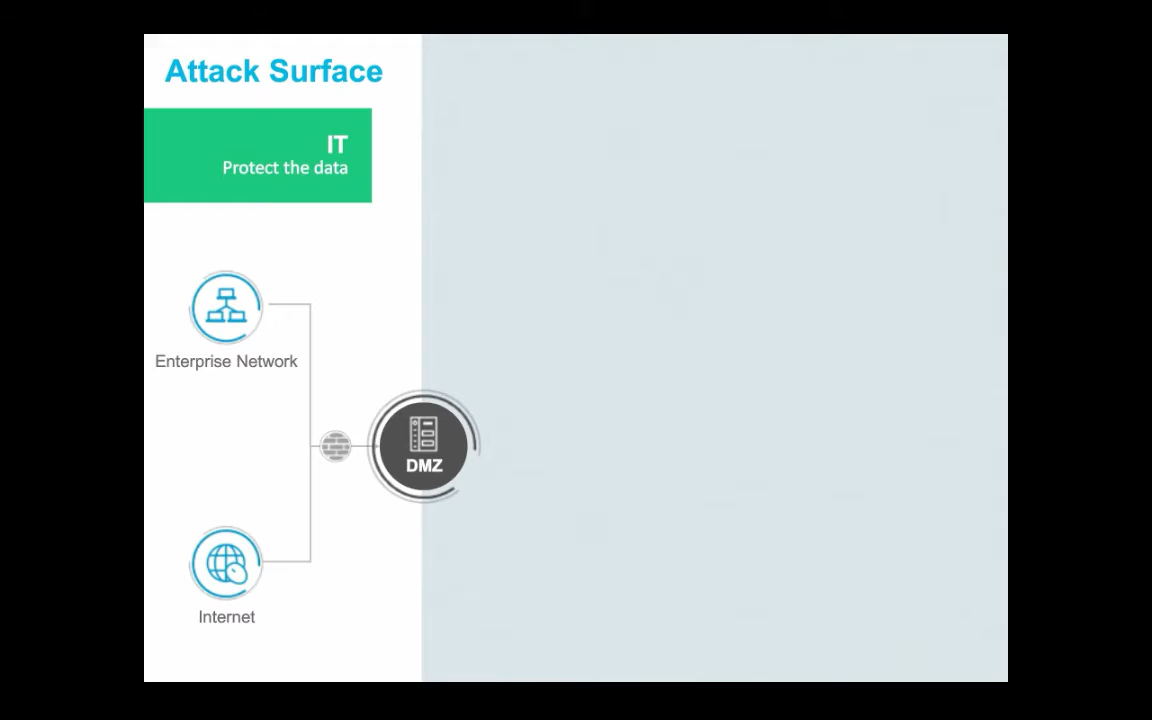 Attack Surface
IT
Protect the data
Enterprise Network
DMZ
Internet